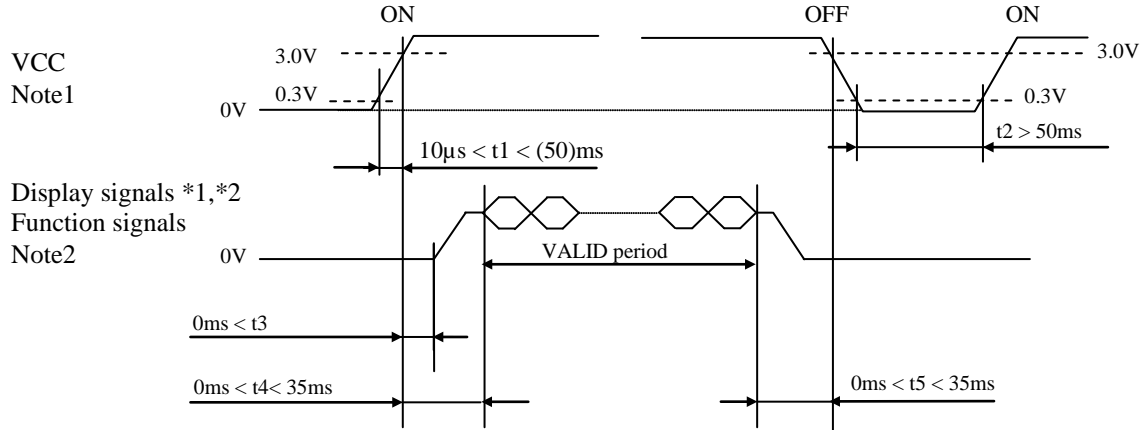 ON OFF ON
3.0V 3.0V
VCC
Note1
0.3V 0.3V
0V
t2 > 50ms
10µs < t1 < (50)ms
Display signals *1,*2
Function signals
Note2
0V
VALID period
0ms < t3
0ms < t4< 35ms 0ms < t5 < 35ms